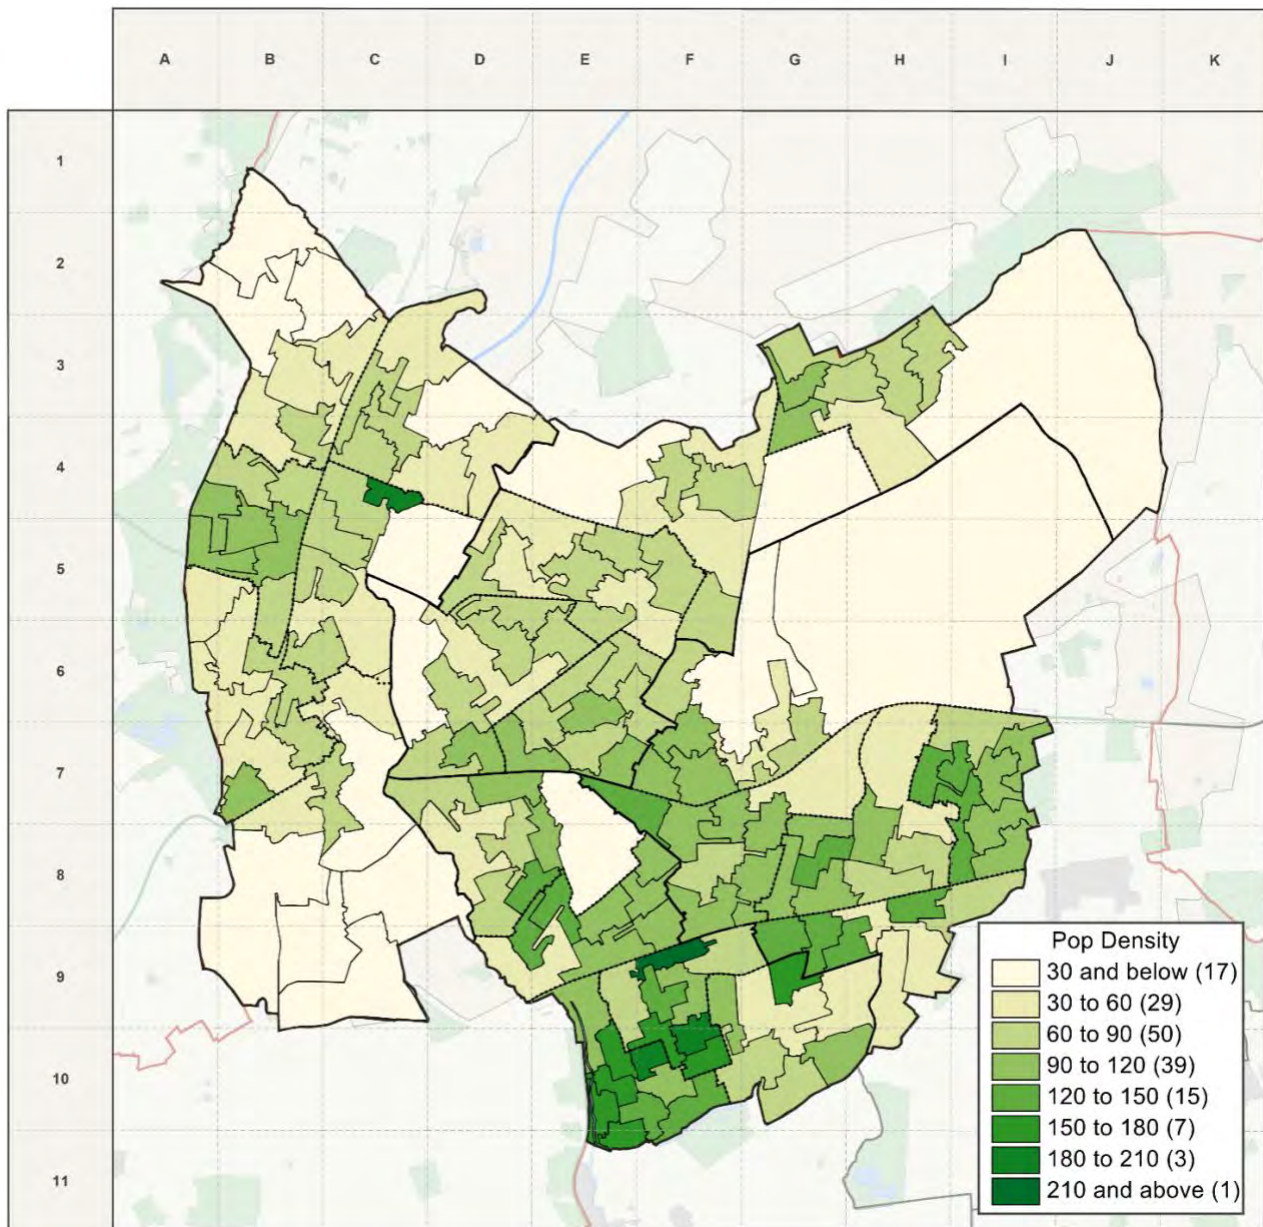 A B C D E F G H I J K
1
2
3
4
5
6
7
8
9
10
11
Pop Density
30 and below (17)
30 to 60 (29)
60 to 90 (50)
90 to 120 (39)
120 to 150 (15)
150 to 180 (7)
180 to 210 (3)
210 and above (1)